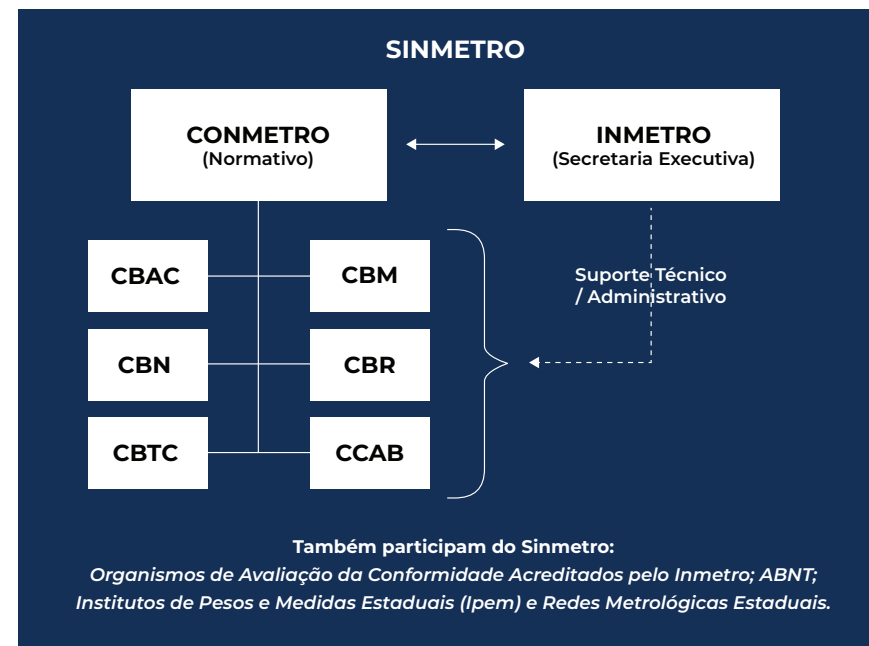 SINMETRO
CONMETRO
(Normativo)
INMETRO
(Secretaria Executiva)
CBAC
CBM
Suporte Técnico
/ Administrativo
CBN
CBR
CBTC
CCAB
Também participam do Sinmetro:
Organismos de Avaliação da Conformidade Acreditados pelo Inmetro; ABNT;
Institutos de Pesos e Medidas Estaduais (Ipem) e Redes Metrológicas Estaduais.